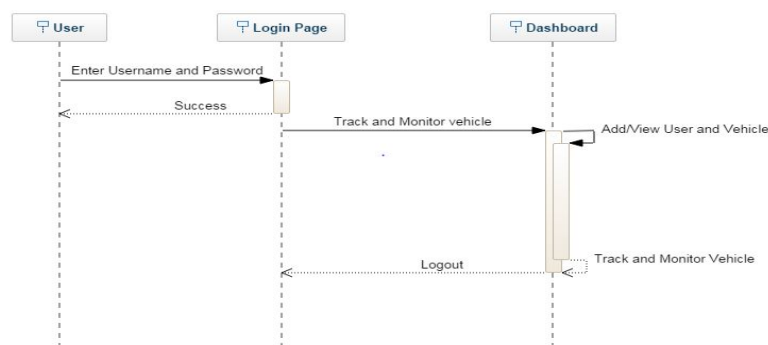 User
Login Page
Dashboard
Enter Username and Password
Success
Track and Monitor vehicle
Add/View User and Vehicle
Track and Monitor Vehicle
Logout